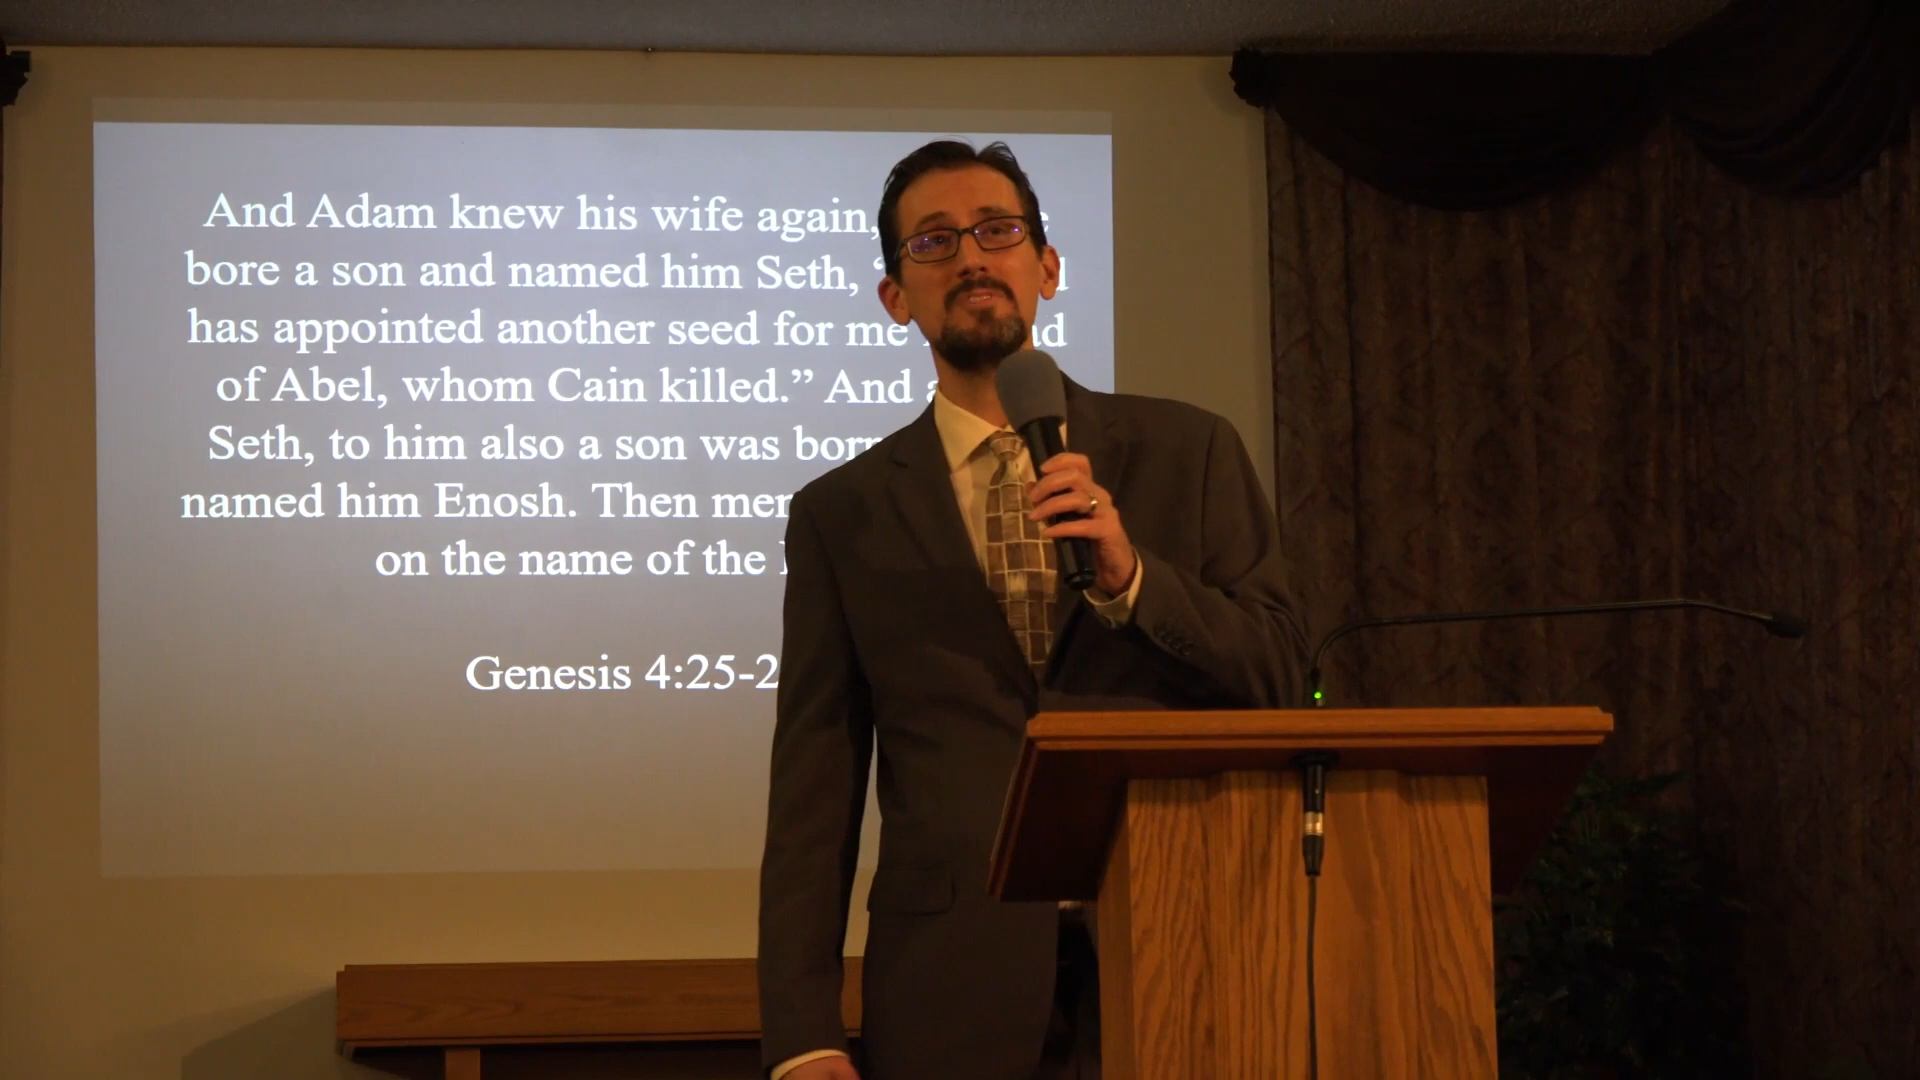 And Adam knew his wife again,
bore a son and named him Seth,
has appointed another seed for me
of Abel, whom Cain killed.” And
Seth, to him also a son was
named him Enosh. Then
on the name of the
Genesis 4:25-2